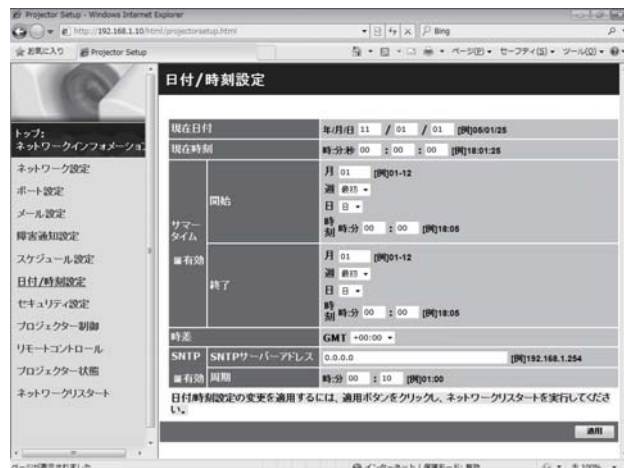 Projector Setup - Windows Internet Explorer
http://192.168.1.10/html/projectorsetup.html
Bing
お気に入り Projector Setup
ページ(P) セーフティ(S) ツール(O)
日付/時刻設定
トップ:
ネットワークインフォメーション
ネットワーク設定
ポート設定
メール設定
障害通知設定
スケジュール設定
日付/時刻設定
セキュリティ設定
プロジェクター制御
リモートコントロール
プロジェクター状態
ネットワークリスタート
現在日付 年/月/日 11 / 01 / 01 [例]05/01/25
現在時刻 時:分:秒 00 : 00 : 00 [例]18:01:25
サマータイム
■有効
開始
月 01 [例]01-12
週 最初
日 日
時刻 時:分 00 : 00 [例]18:05
終了
月 01 [例]01-12
週 最初
日 日
時刻 時:分 00 : 00 [例]18:05
時差 GMT +00:00
SNTP SNTPサーバーアドレス 0.0.0.0 [例]192.168.1.254
■有効 周期 時:分 00 : 10 [例]01:00
日付/時刻設定の変更を適用するには、適用ボタンをクリックし、ネットワークリスタートを実行してくださ
い。
適用
ページが表示されました
インターネット | 保護モード: 無効
100%